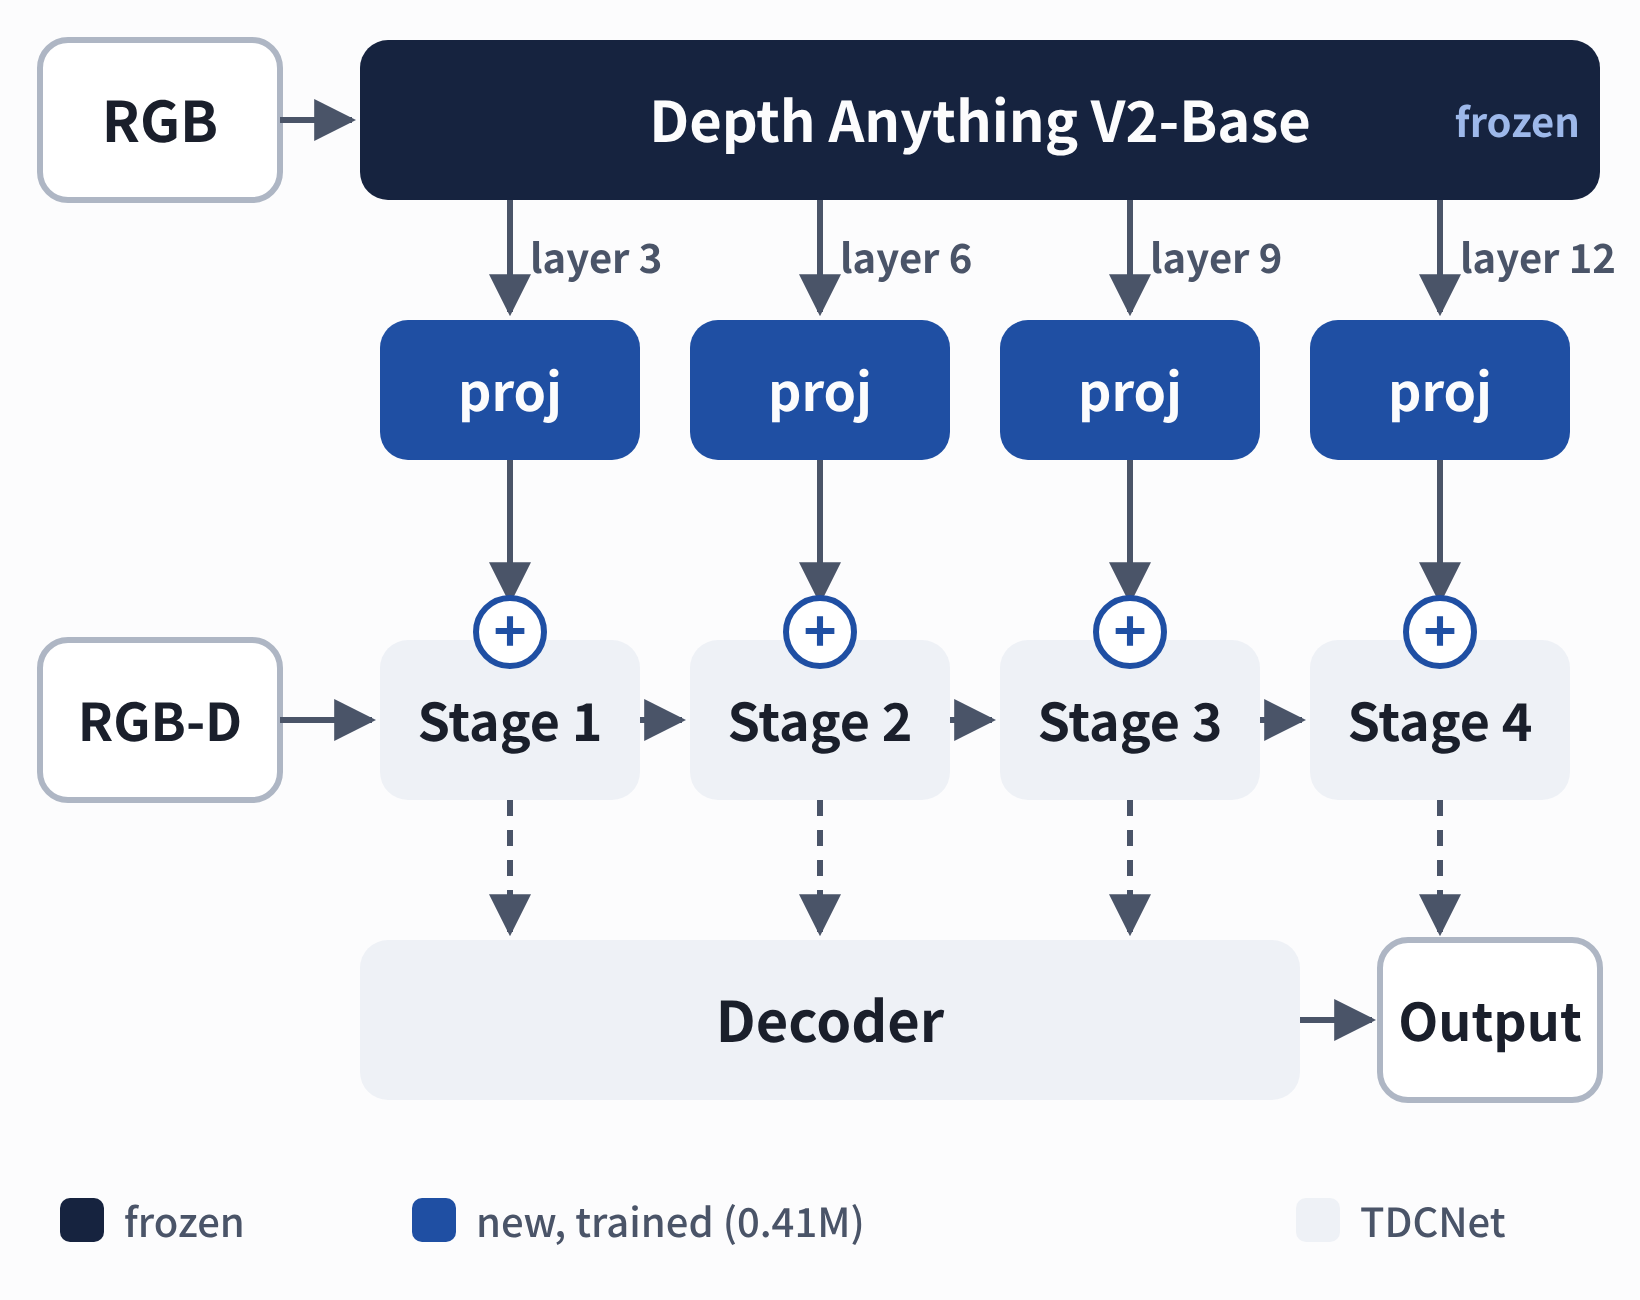 RGB
Depth Anything V2-Base
frozen
layer 3
layer 6
layer 9
layer 12
proj
proj
proj
proj
+
+
+
+
RGB-D
Stage 1
Stage 2
Stage 3
Stage 4
Decoder
Output
frozen
new, trained (0.41M)
TDCNet